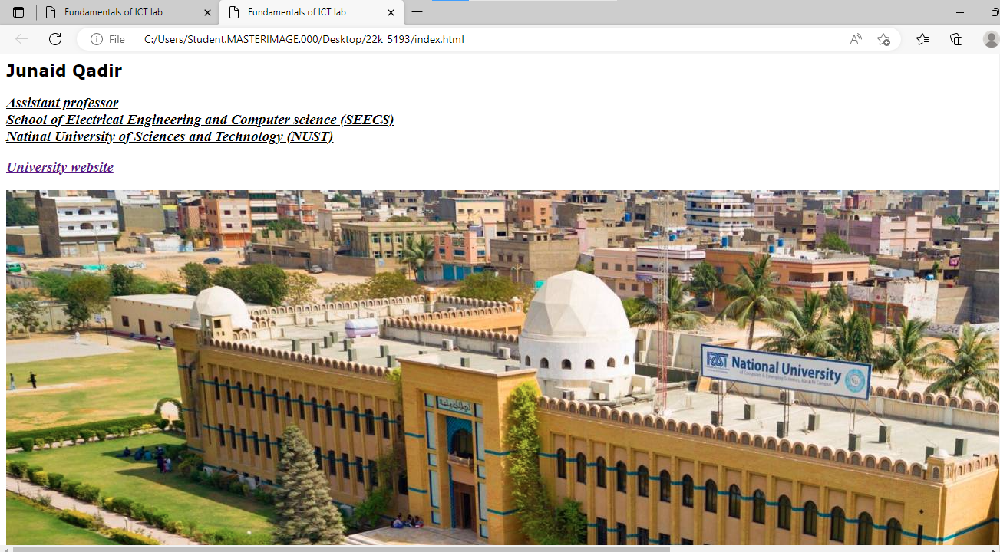 Fundamentals of ICT lab
Fundamentals of ICT lab
File
C:/Users/Student.MASTERIMAGE.000/Desktop/22k_5193/index.html
Junaid Qadir
Assistant professor
School of Electrical Engineering and Computer science (SEECS)
Natinal University of Sciences and Technology (NUST)
University website
FAST National University
of Computer & Emerging Sciences, Karachi Campus